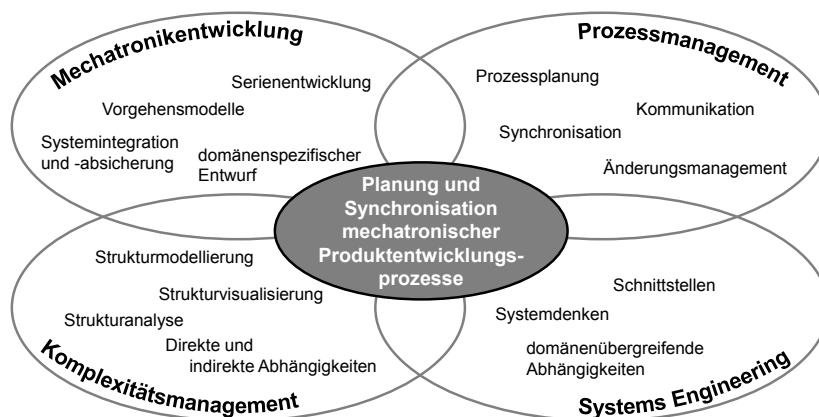 Mechatronikentwicklung
Serienentwicklung
Vorgehensmodelle
Systemintegration
und -absicherung
domänenspezifischer
Entwurf
Prozessmanagement
Prozessplanung
Kommunikation
Synchronisation
Änderungsmanagement
Planung und
Synchronisation
mechatronischer
Produktentwicklungs-
prozesse
Strukturmodellierung
Strukturvisualisierung
Strukturanalyse
Direkte und
indirekte Abhängigkeiten
Komplexitätsmanagement
Schnittstellen
Systemdenken
domänenübergreifende
Abhängigkeiten
Systems Engineering